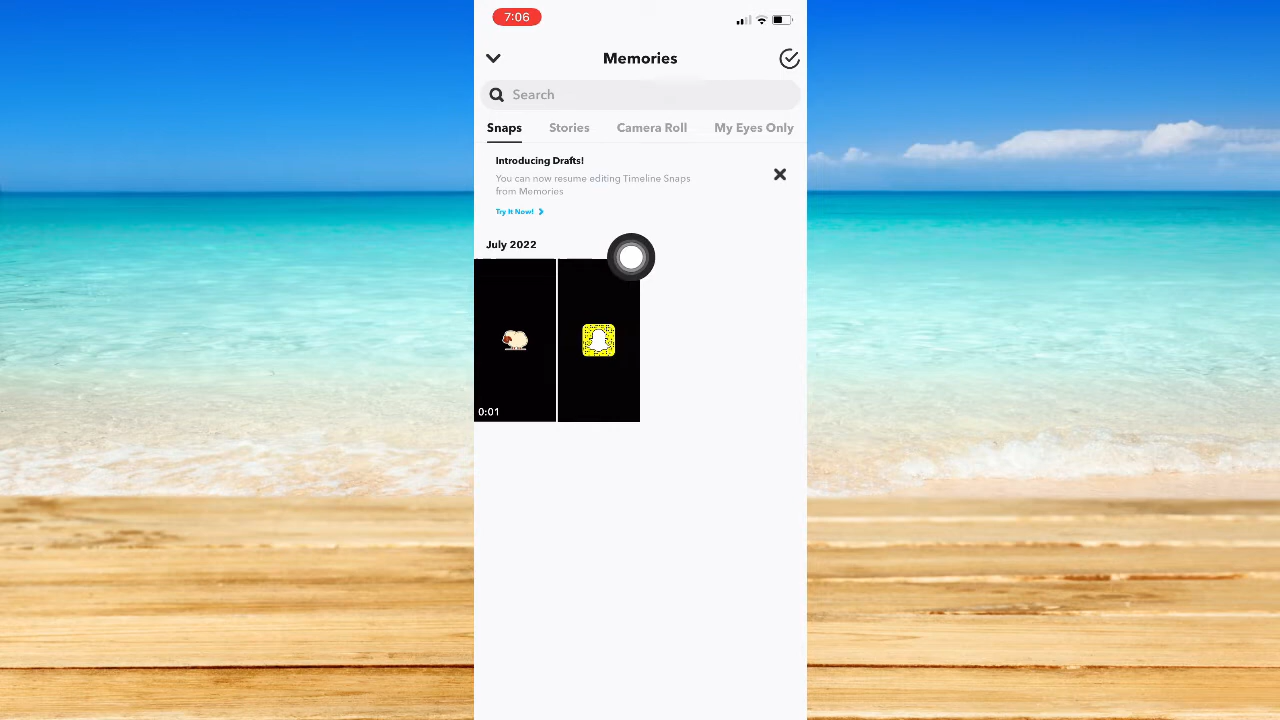 7:06
Memories
Search
Snaps Stories Camera Roll My Eyes Only
Introducing Drafts!
You can now resume editing Timeline Snaps
from Memories
Try It Now!
July 2022
0:01